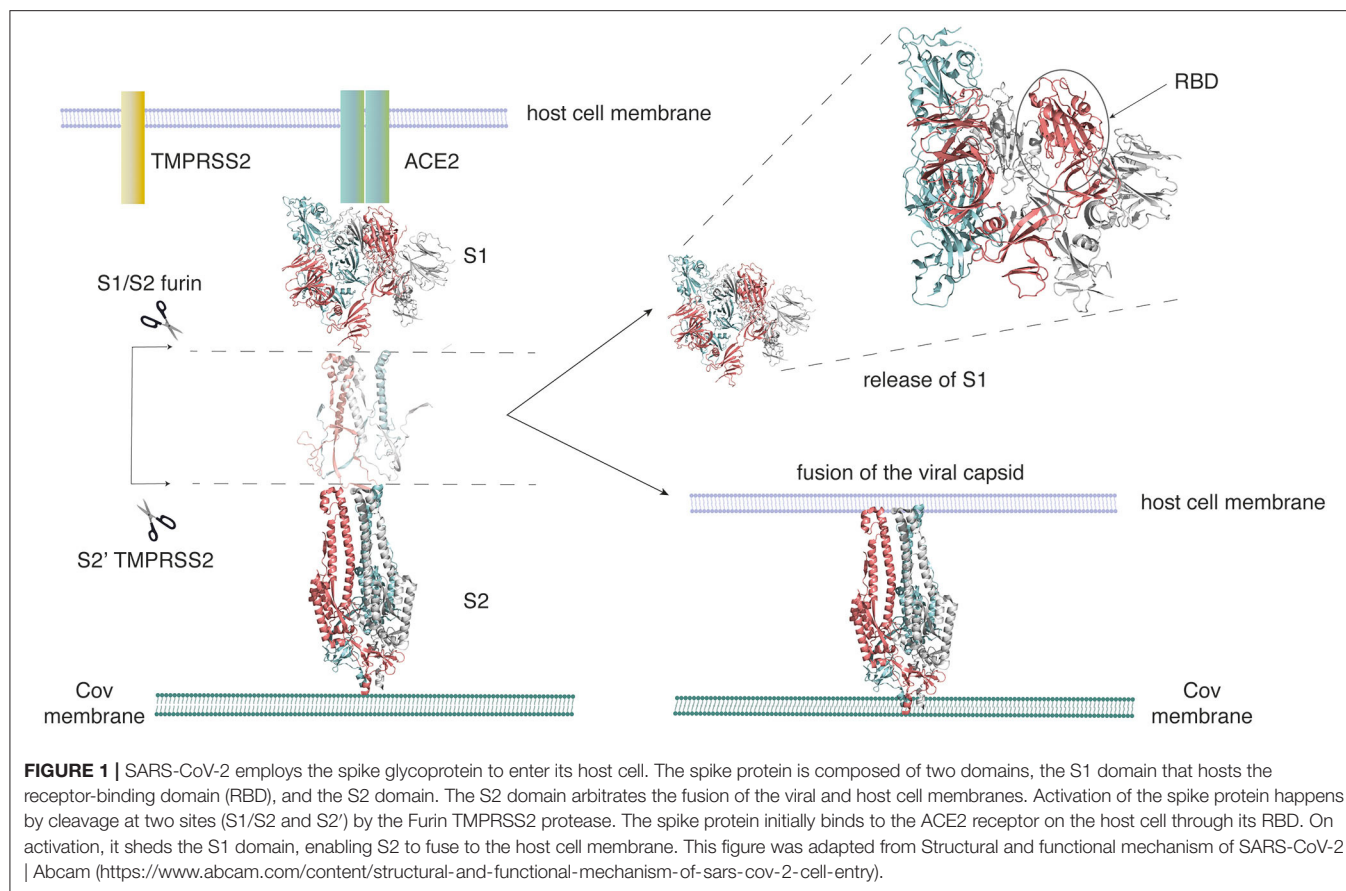 host cell membrane
TMPRSS2
ACE2
RBD
S1
S1/S2 furin
release of S1
fusion of the viral capsid
host cell membrane
S2' TMPRSS2
S2
Cov
membrane
Cov
membrane
FIGURE 1 | SARS-CoV-2 employs the spike glycoprotein to enter its host cell. The spike protein is composed of two domains, the S1 domain that hosts the
receptor-binding domain (RBD), and the S2 domain. The S2 domain arbitrates the fusion of the viral and host cell membranes. Activation of the spike protein happens
by cleavage at two sites (S1/S2 and S2′) by the Furin TMPRSS2 protease. The spike protein initially binds to the ACE2 receptor on the host cell through its RBD. On
activation, it sheds the S1 domain, enabling S2 to fuse to the host cell membrane. This figure was adapted from Structural and functional mechanism of SARS-CoV-2
| Abcam (https://www.abcam.com/content/structural-and-functional-mechanism-of-sars-cov-2-cell-entry).